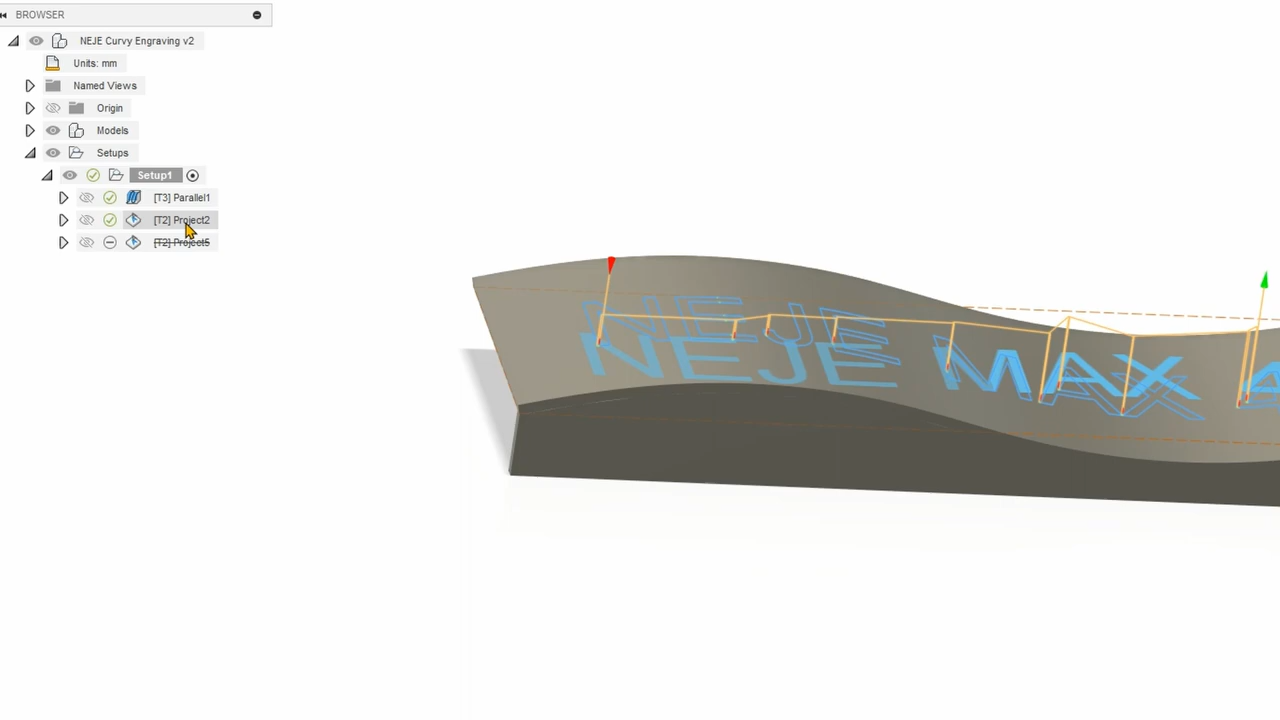 BROWSER
NEJE Curvy Engraving v2
Units: mm
Named Views
Origin
Models
Setups
Setup1
[T3] Parallel1
[T2] Project2
[T2] Project5
NEJE MAX